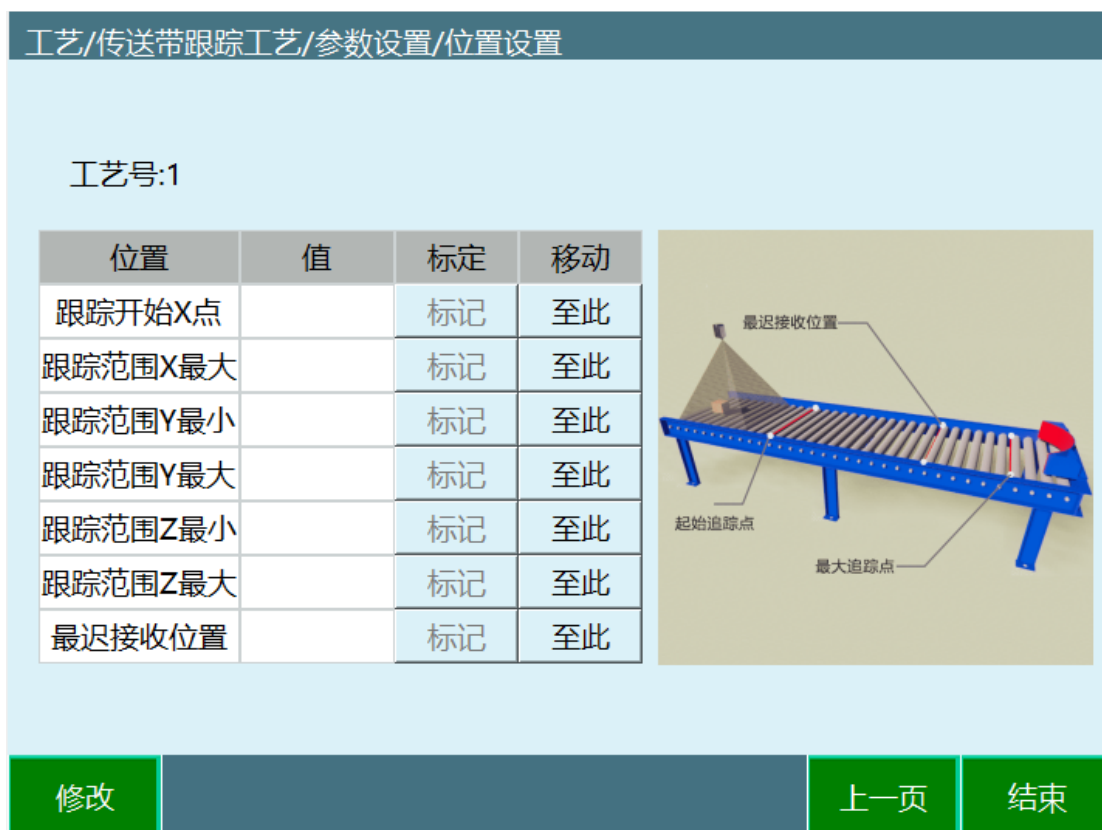 工艺/传送带跟踪工艺/参数设置/位置设置
工艺号:1
位置 值 标定 移动
跟踪开始X点 标记 至此
跟踪范围X最大 标记 至此
跟踪范围Y最小 标记 至此
跟踪范围Y最大 标记 至此
跟踪范围Z最小 标记 至此
跟踪范围Z最大 标记 至此
最迟接收位置 标记 至此
最迟接收位置
起始追踪点
最大追踪点
修改 上一页 结束